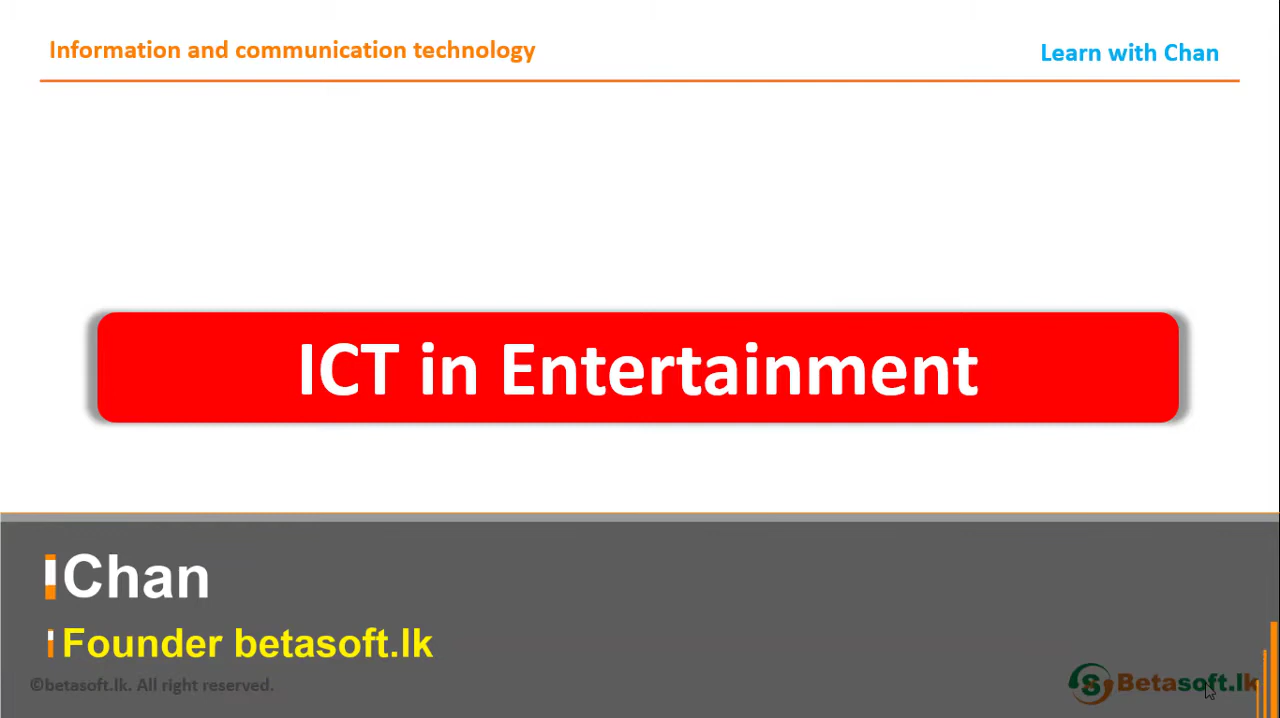 Information and communication technology
Learn with Chan
ICT in Entertainment
Chan
Founder betasoft.lk
©betasoft.lk. All right reserved.
Betasoft.lk